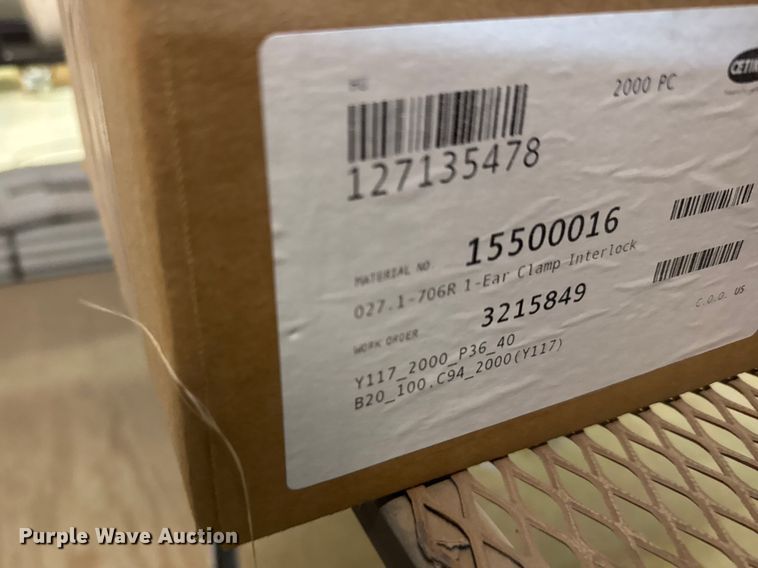 HU
2000 PC
127135478
MATERIAL NO. 15500016
027.1-706R 1-Ear Clamp Interlock
WORK ORDER 3215849
C.O.O. US
Y117_2000_P36_40
B20_100.C94_2000(Y117)
Purple Wave Auction